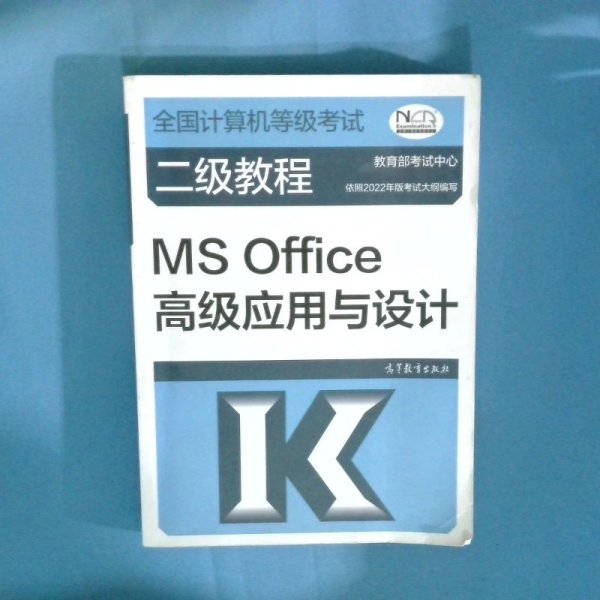 全国计算机等级考试
NCR
Examination
二级教程
教育部考试中心
依照2022年版考试大纲编写
MS Office
高级应用与设计
高等教育出版社
K